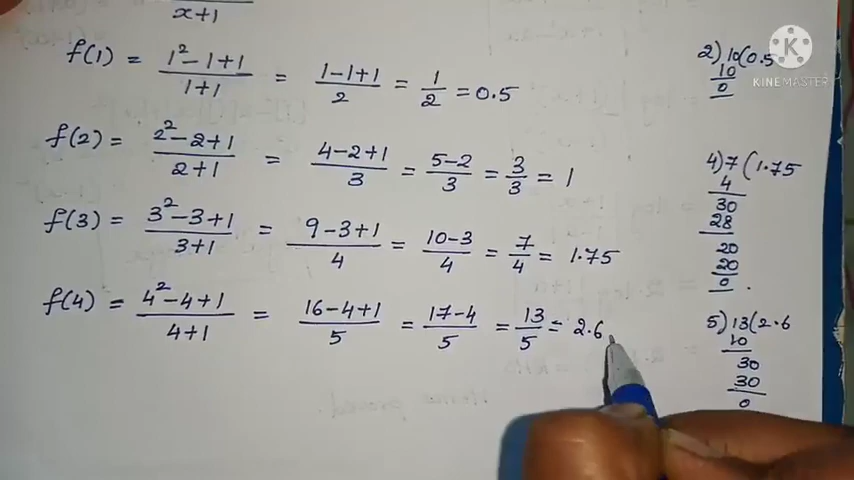 x+1
f(1) = (1²-1+1)/(1+1) = (1-1+1)/2 = 1/2 = 0.5
f(2) = (2²-2+1)/(2+1) = (4-2+1)/3 = (5-2)/3 = 3/3 = 1
f(3) = (3²-3+1)/(3+1) = (9-3+1)/4 = (10-3)/4 = 7/4 = 1.75
f(4) = (4²-4+1)/(4+1) = (16-4+1)/5 = (17-4)/5 = 13/5 = 2.6
2)10(0.5
10
0
4)7(1.75
4
30
28
20
20
0.
5)13(2.6
10
30
30
0
K
KINEMASTER